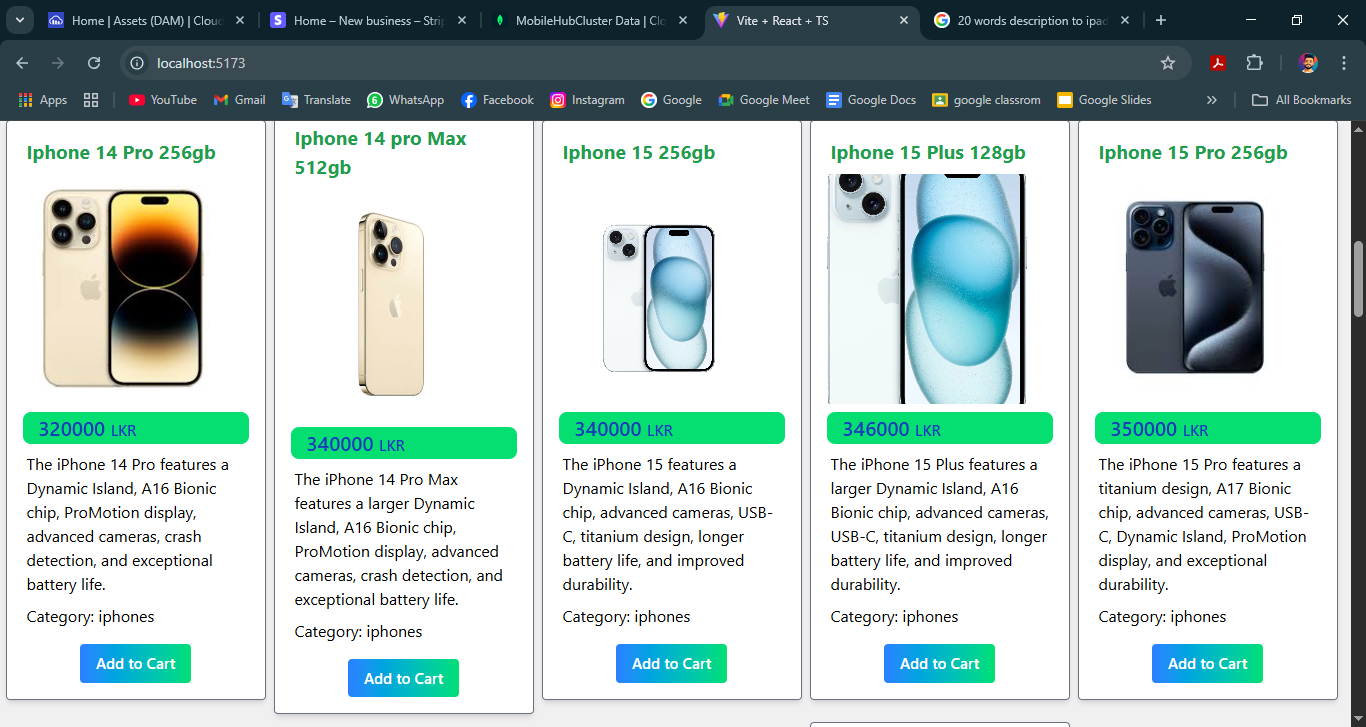 Home | Assets (DAM) | Cloud
Home – New business – Strip
MobileHubCluster Data | Clo
Vite + React + TS
20 words description to ipad
localhost:5173
Apps
YouTube
Gmail
Translate
WhatsApp
Facebook
Instagram
Google
Google Meet
Google Docs
google classrom
Google Slides
All Bookmarks
Iphone 14 Pro 256gb
320000 LKR
The iPhone 14 Pro features a
Dynamic Island, A16 Bionic
chip, ProMotion display,
advanced cameras, crash
detection, and exceptional
battery life.
Category: iphones
Add to Cart
Iphone 14 pro Max
512gb
340000 LKR
The iPhone 14 Pro Max
features a larger Dynamic
Island, A16 Bionic chip,
ProMotion display, advanced
cameras, crash detection, and
exceptional battery life.
Category: iphones
Add to Cart
Iphone 15 256gb
340000 LKR
The iPhone 15 features a
Dynamic Island, A16 Bionic
chip, advanced cameras, USB-
C, titanium design, longer
battery life, and improved
durability.
Category: iphones
Add to Cart
Iphone 15 Plus 128gb
346000 LKR
The iPhone 15 Plus features a
larger Dynamic Island, A16
Bionic chip, advanced cameras,
USB-C, titanium design, longer
battery life, and improved
durability.
Category: iphones
Add to Cart
Iphone 15 Pro 256gb
350000 LKR
The iPhone 15 Pro features a
titanium design, A17 Bionic
chip, advanced cameras, USB-
C, Dynamic Island, ProMotion
display, and exceptional
durability.
Category: iphones
Add to Cart